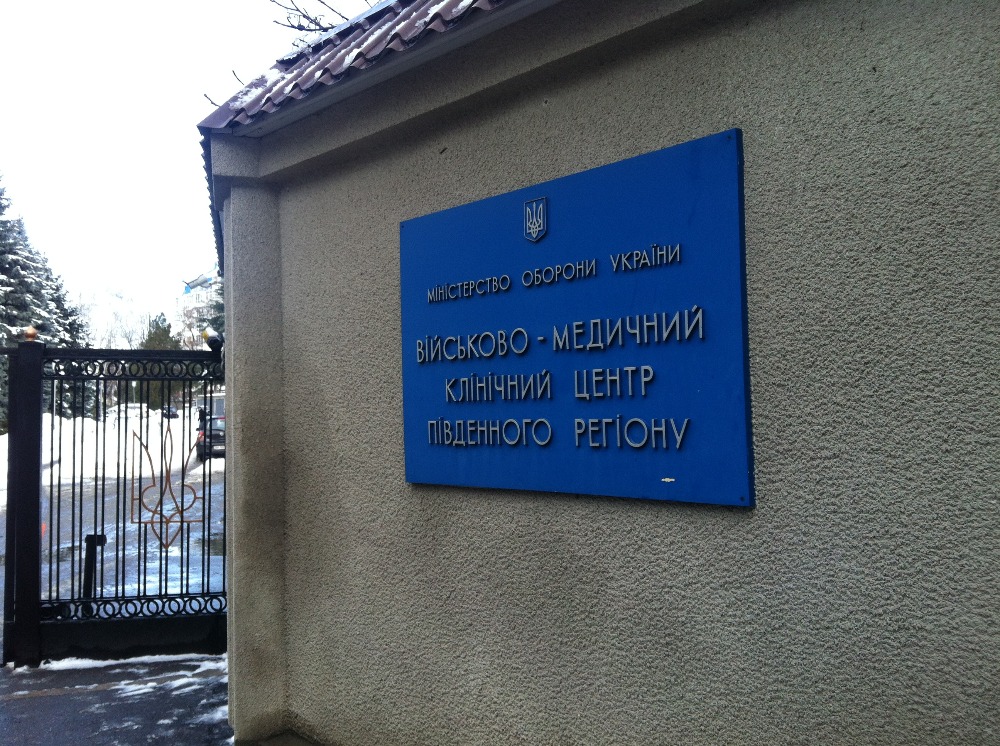 МІНІСТЕРСТВО ОБОРОНИ УКРАЇНИ
ВІЙСЬКОВО - МЕДИЧНИЙ
КЛІНІЧНИЙ ЦЕНТР
ПІВДЕННОГО РЕГІОНУ